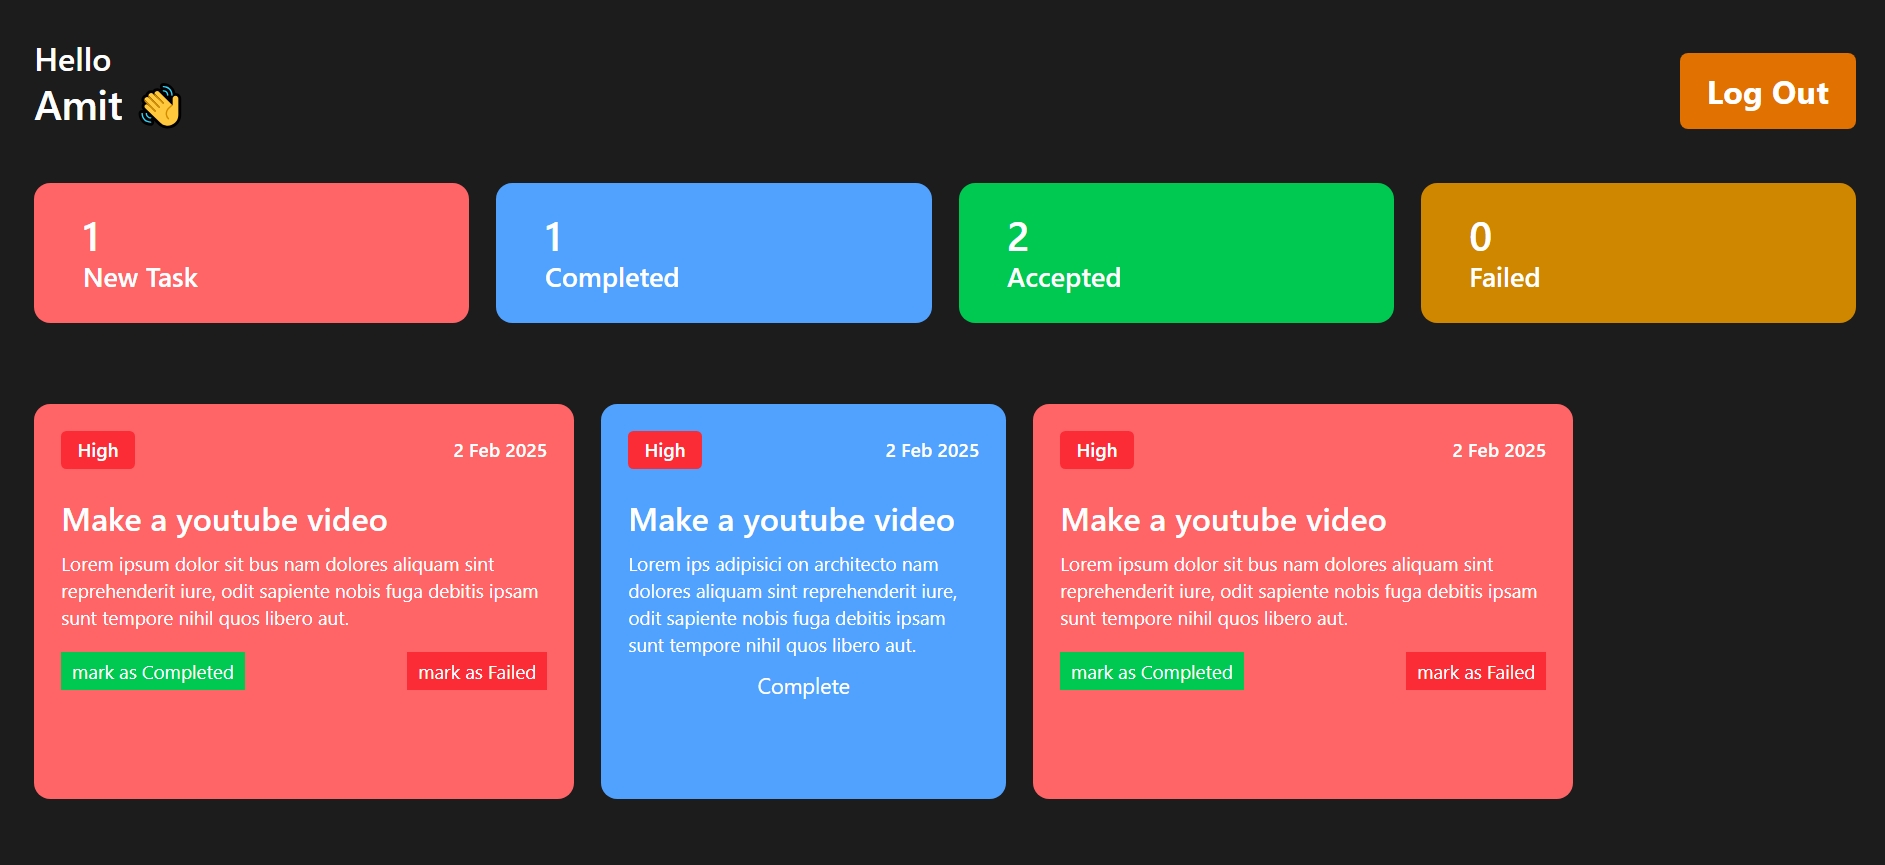 Hello
Amit 👋
Log Out
1
New Task
1
Completed
2
Accepted
0
Failed
High
2 Feb 2025
Make a youtube video
Lorem ipsum dolor sit bus nam dolores aliquam sint
reprehenderit iure, odit sapiente nobis fuga debitis ipsam
sunt tempore nihil quos libero aut.
mark as Completed
mark as Failed
High
2 Feb 2025
Make a youtube video
Lorem ips adipisici on architecto nam
dolores aliquam sint reprehenderit iure,
odit sapiente nobis fuga debitis ipsam
sunt tempore nihil quos libero aut.
Complete
High
2 Feb 2025
Make a youtube video
Lorem ipsum dolor sit bus nam dolores aliquam sint
reprehenderit iure, odit sapiente nobis fuga debitis ipsam
sunt tempore nihil quos libero aut.
mark as Completed
mark as Failed